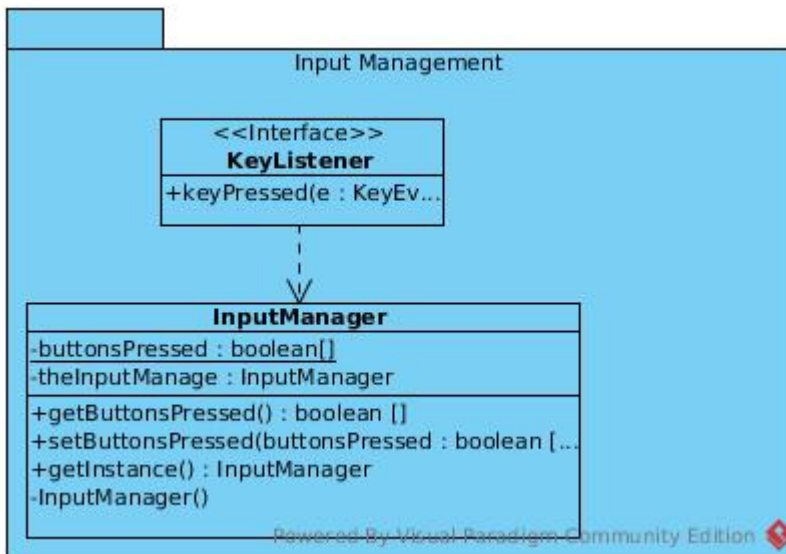 Input Management
<<Interface>>
KeyListener
+keyPressed(e : KeyEv...
InputManager
-buttonsPressed : boolean[]
-theInputManage : InputManager
+getButtonsPressed() : boolean []
+setButtonsPressed(buttonsPressed : boolean [...
+getInstance() : InputManager
-InputManager()
Powered By Visual Paradigm Community Edition